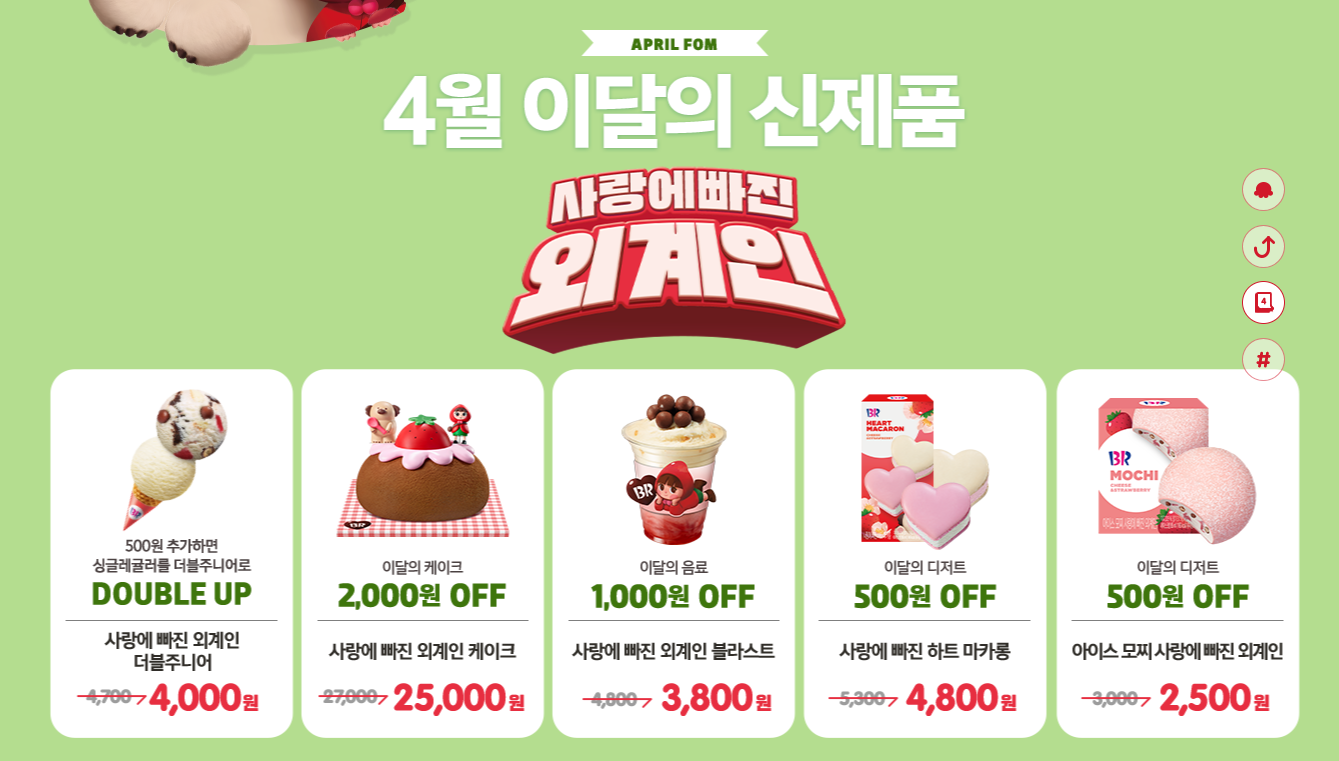 APRIL FOM
4월 이달의 신제품
사랑에빠진
외계인
4
#
BR
500원 추가하면
싱글레귤러를 더블주니어로
DOUBLE UP
사랑에 빠진 외계인
더블주니어
4,700 4,000원
BR
이달의 케이크
2,000원 OFF
사랑에 빠진 외계인 케이크
27,000 25,000원
BR
이달의 음료
1,000원 OFF
사랑에 빠진 외계인 블라스트
4,800 3,800원
BR
HEART
MACARON
이달의 디저트
500원 OFF
사랑에 빠진 하트 마카롱
5,300 4,800원
BR
BR
MOCHI
CHEESE
&STRAWBERRY
이달의 디저트
500원 OFF
아이스 모찌 사랑에 빠진 외계인
3,000 2,500원